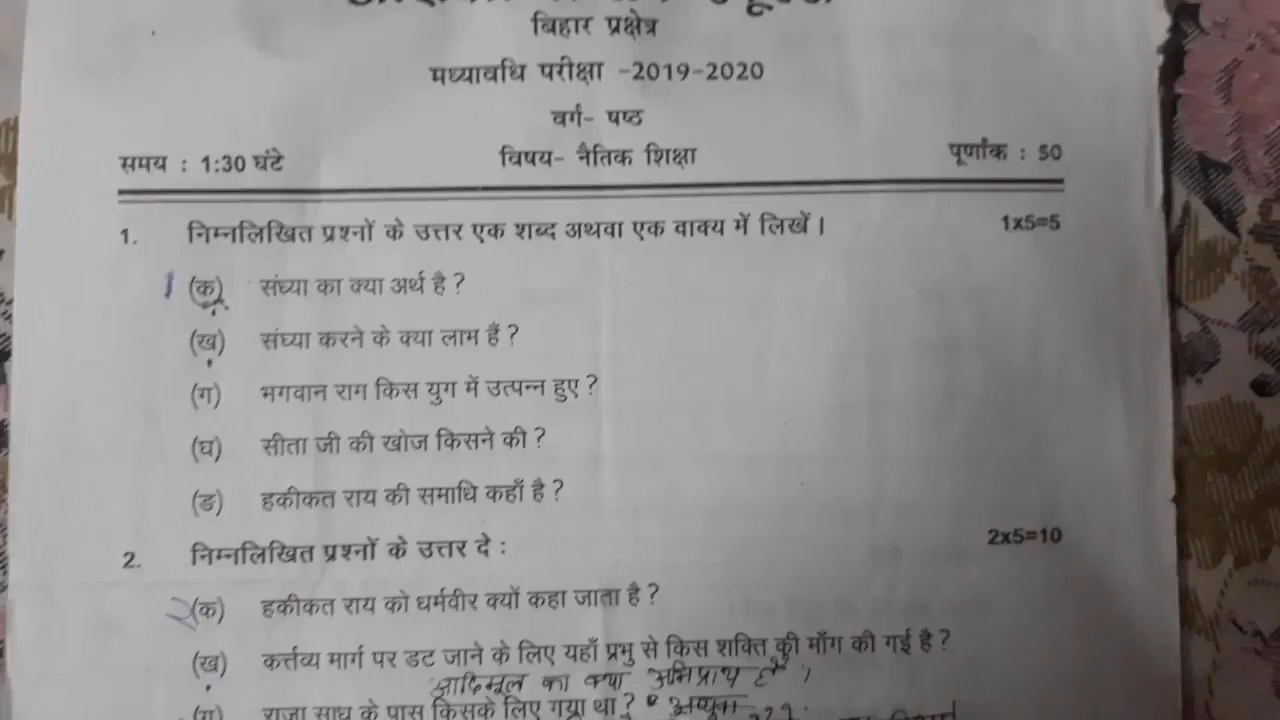 बिहार प्रक्षेत्र
मध्यावधि परीक्षा -2019-2020
वर्ग- षष्ठ
समय : 1:30 घंटे विषय- नैतिक शिक्षा पूर्णांक : 50
1. निम्नलिखित प्रश्नों के उत्तर एक शब्द अथवा एक वाक्य में लिखें। 1x5=5
1 (क) संध्या का क्या अर्थ है ?
(ख) संध्या करने के क्या लाभ हैं ?
(ग) भगवान राम किस युग में उत्पन्न हुए ?
(घ) सीता जी की खोज किसने की ?
(ङ) हकीकत राय की समाधि कहाँ है ?
2. निम्नलिखित प्रश्नों के उत्तर दे : 2x5=10
(क) हकीकत राय को धर्मवीर क्यों कहा जाता है ?
(ख) कर्त्तव्य मार्ग पर डट जाने के लिए यहाँ प्रभु से किस शक्ति की माँग की गई है ?
आदिमूल का क्या अभिप्राय है ।
(ग) राजा साधु के पास किसके लिए गया था ?